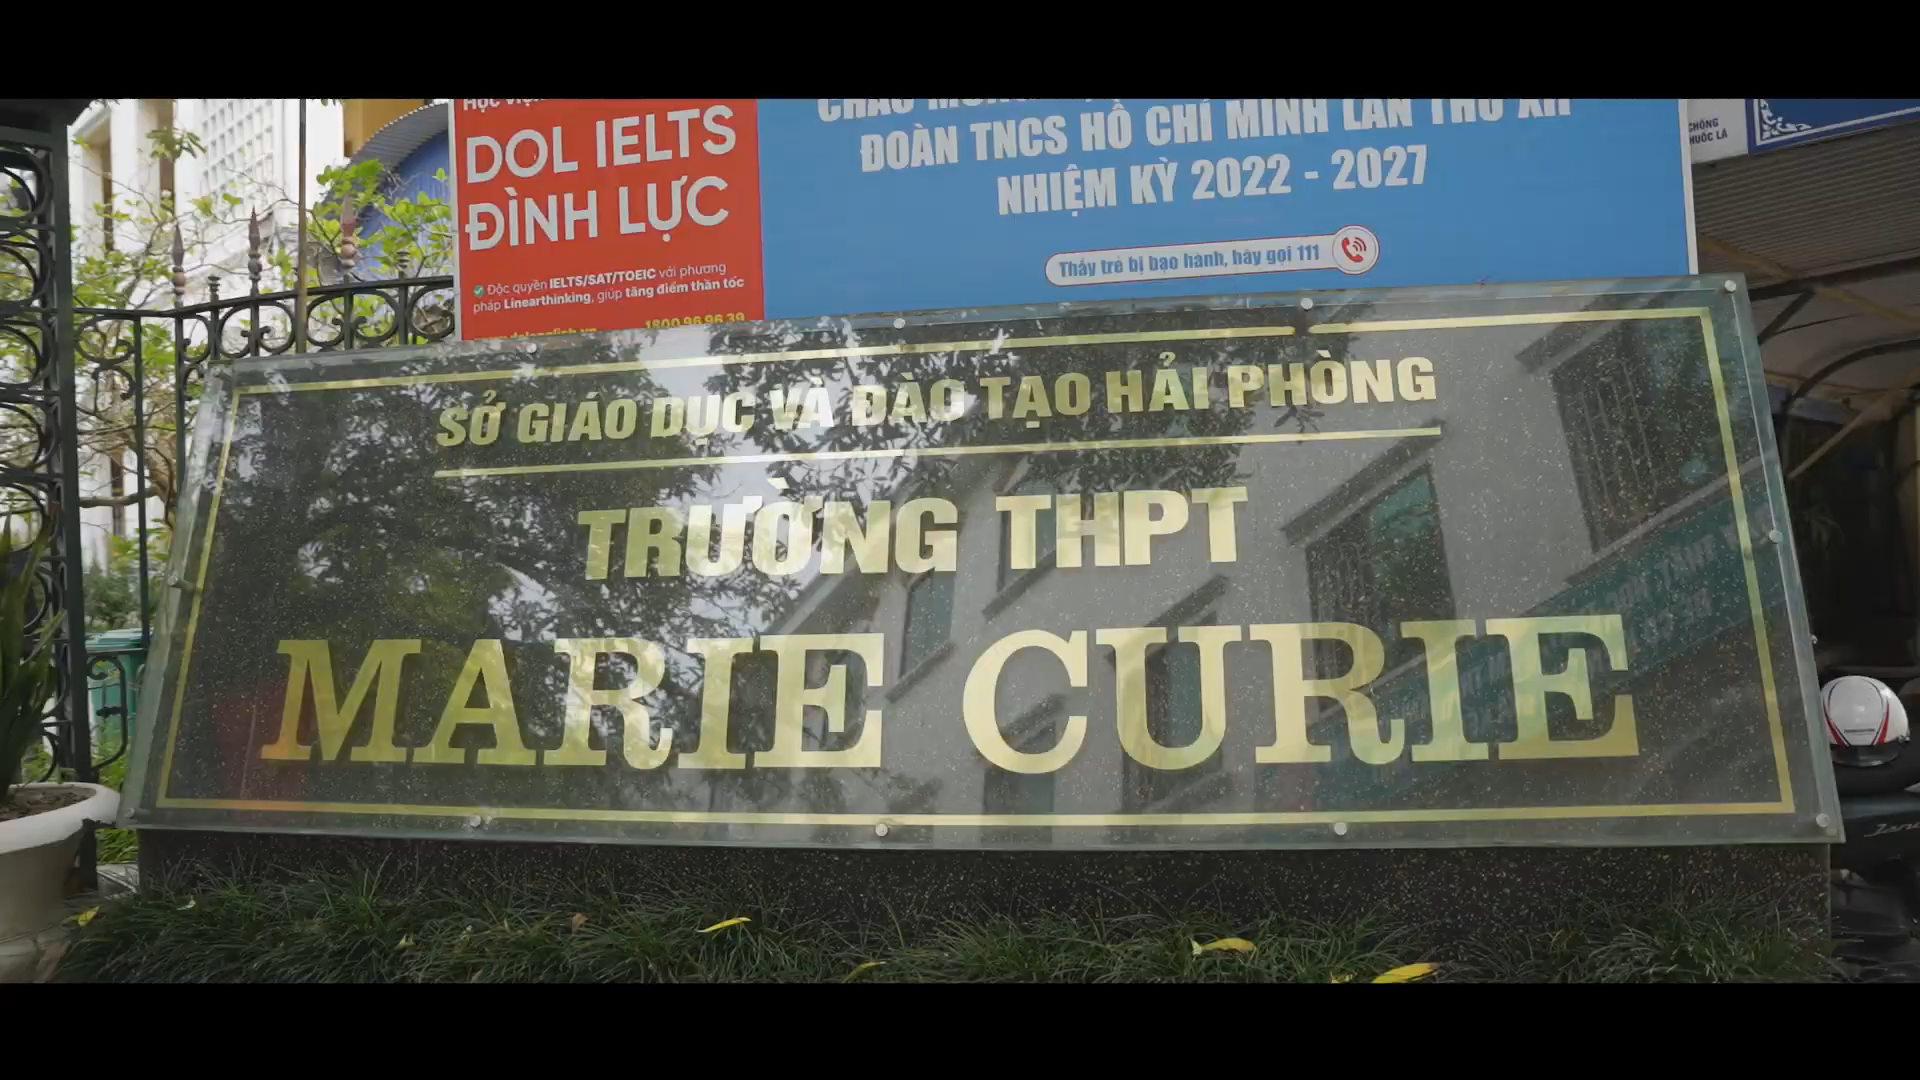 DOL IELTS
ĐÌNH LỰC
Độc quyền IELTS/SAT/TOEIC với phương
pháp Linearthinking, giúp tăng điểm thần tốc
1800 96 96 39
ĐOÀN TNCS HỒ CHÍ MINH LẦN THỨ XII
NHIỆM KỲ 2022 - 2027
Thấy trẻ bị bạo hành, hãy gọi 111
SỞ GIÁO DỤC VÀ ĐÀO TẠO HẢI PHÒNG
TRƯỜNG THPT
MARIE CURIE